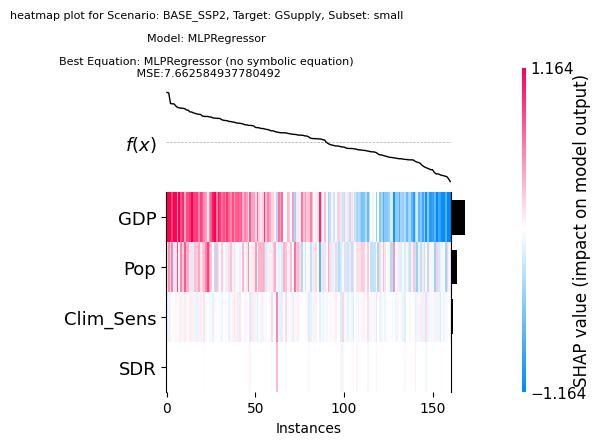 heatmap plot for Scenario: BASE_SSP2, Target: GSupply, Subset: small
Model: MLPRegressor
Best Equation: MLPRegressor (no symbolic equation)
MSE:7.662584937780492
1.164
f(x)
GDP
Pop
Clim_Sens
SDR
SHAP value (impact on model output)
−1.164
0 50 100 150
Instances